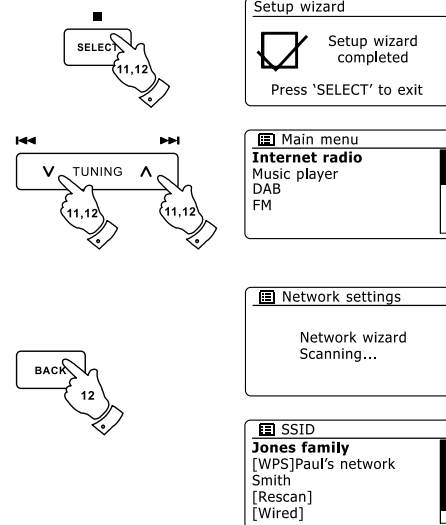 SELECT
11,12
TUNING
11,12
11,12
BACK
12
Setup wizard
Setup wizard
completed
Press ‘SELECT’ to exit
Main menu
Internet radio
Music player
DAB
FM
Network settings
Network wizard
Scanning...
SSID
Jones family
[WPS]Paul’s network
Smith
[Rescan]
[Wired]